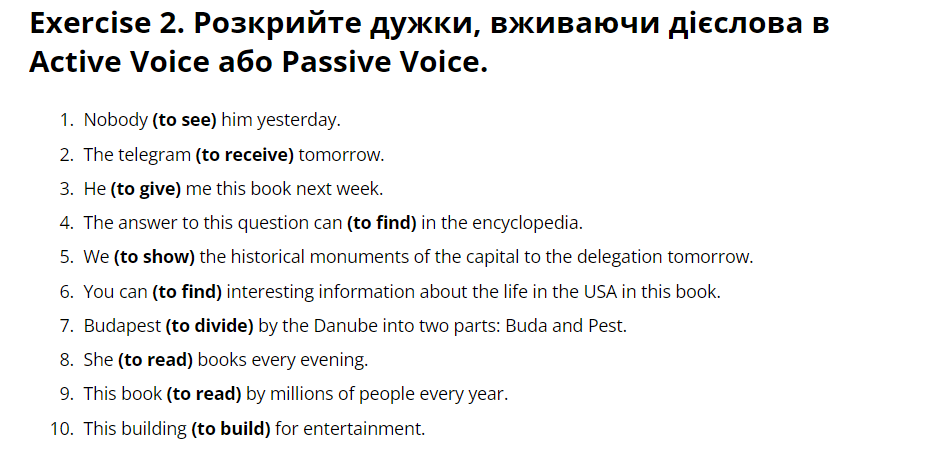 Exercise 2. Розкрийте дужки, вживаючи дієслова в
Active Voice або Passive Voice.
1. Nobody (to see) him yesterday.
2. The telegram (to receive) tomorrow.
3. He (to give) me this book next week.
4. The answer to this question can (to find) in the encyclopedia.
5. We (to show) the historical monuments of the capital to the delegation tomorrow.
6. You can (to find) interesting information about the life in the USA in this book.
7. Budapest (to divide) by the Danube into two parts: Buda and Pest.
8. She (to read) books every evening.
9. This book (to read) by millions of people every year.
10. This building (to build) for entertainment.